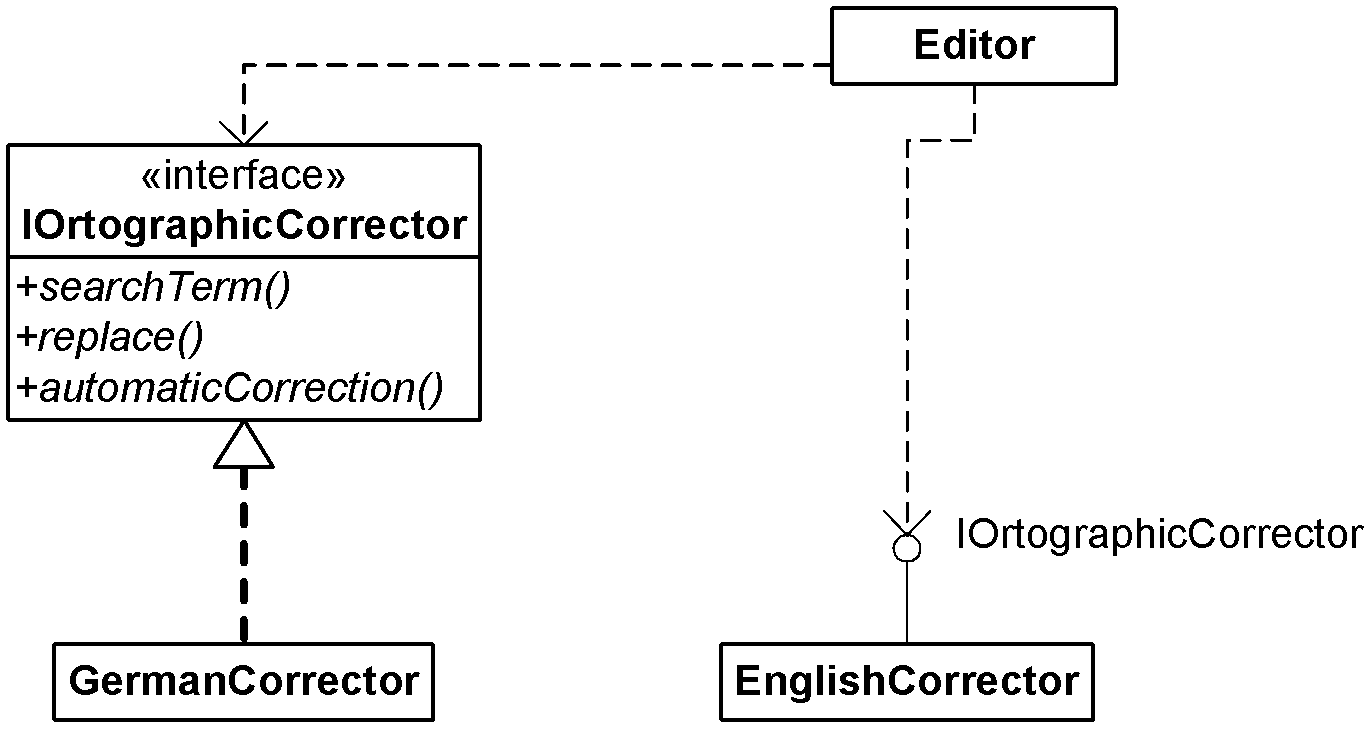 Editor
«interface»
IOrtographicCorrector
+searchTerm()
+replace()
+automaticCorrection()
IOrtographicCorrector
GermanCorrector
EnglishCorrector